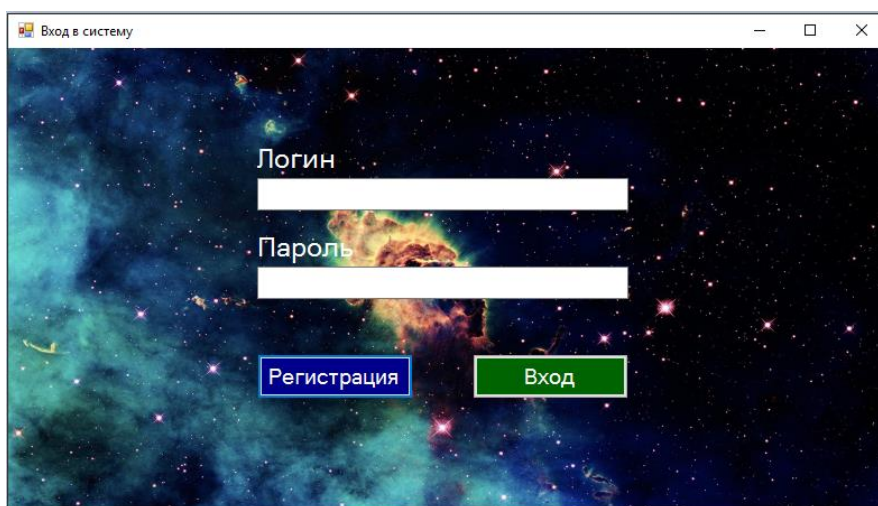 Вход в систему
Логин
Пароль
Регистрация
Вход